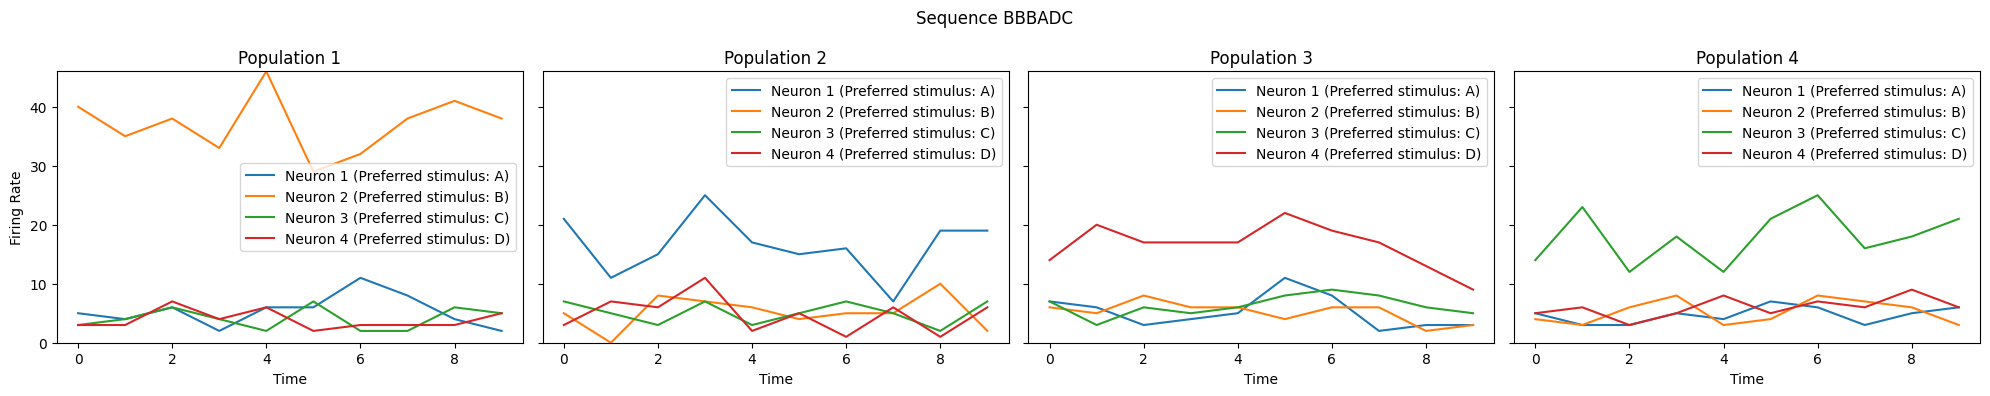 Sequence BBBADC
Population 1
Population 2
Population 3
Population 4
Firing Rate
40
30
20
10
0
Neuron 1 (Preferred stimulus: A)
Neuron 2 (Preferred stimulus: B)
Neuron 3 (Preferred stimulus: C)
Neuron 4 (Preferred stimulus: D)
0 2 4 6 8
Time
Neuron 1 (Preferred stimulus: A)
Neuron 2 (Preferred stimulus: B)
Neuron 3 (Preferred stimulus: C)
Neuron 4 (Preferred stimulus: D)
0 2 4 6 8
Time
Neuron 1 (Preferred stimulus: A)
Neuron 2 (Preferred stimulus: B)
Neuron 3 (Preferred stimulus: C)
Neuron 4 (Preferred stimulus: D)
0 2 4 6 8
Time
Neuron 1 (Preferred stimulus: A)
Neuron 2 (Preferred stimulus: B)
Neuron 3 (Preferred stimulus: C)
Neuron 4 (Preferred stimulus: D)
0 2 4 6 8
Time